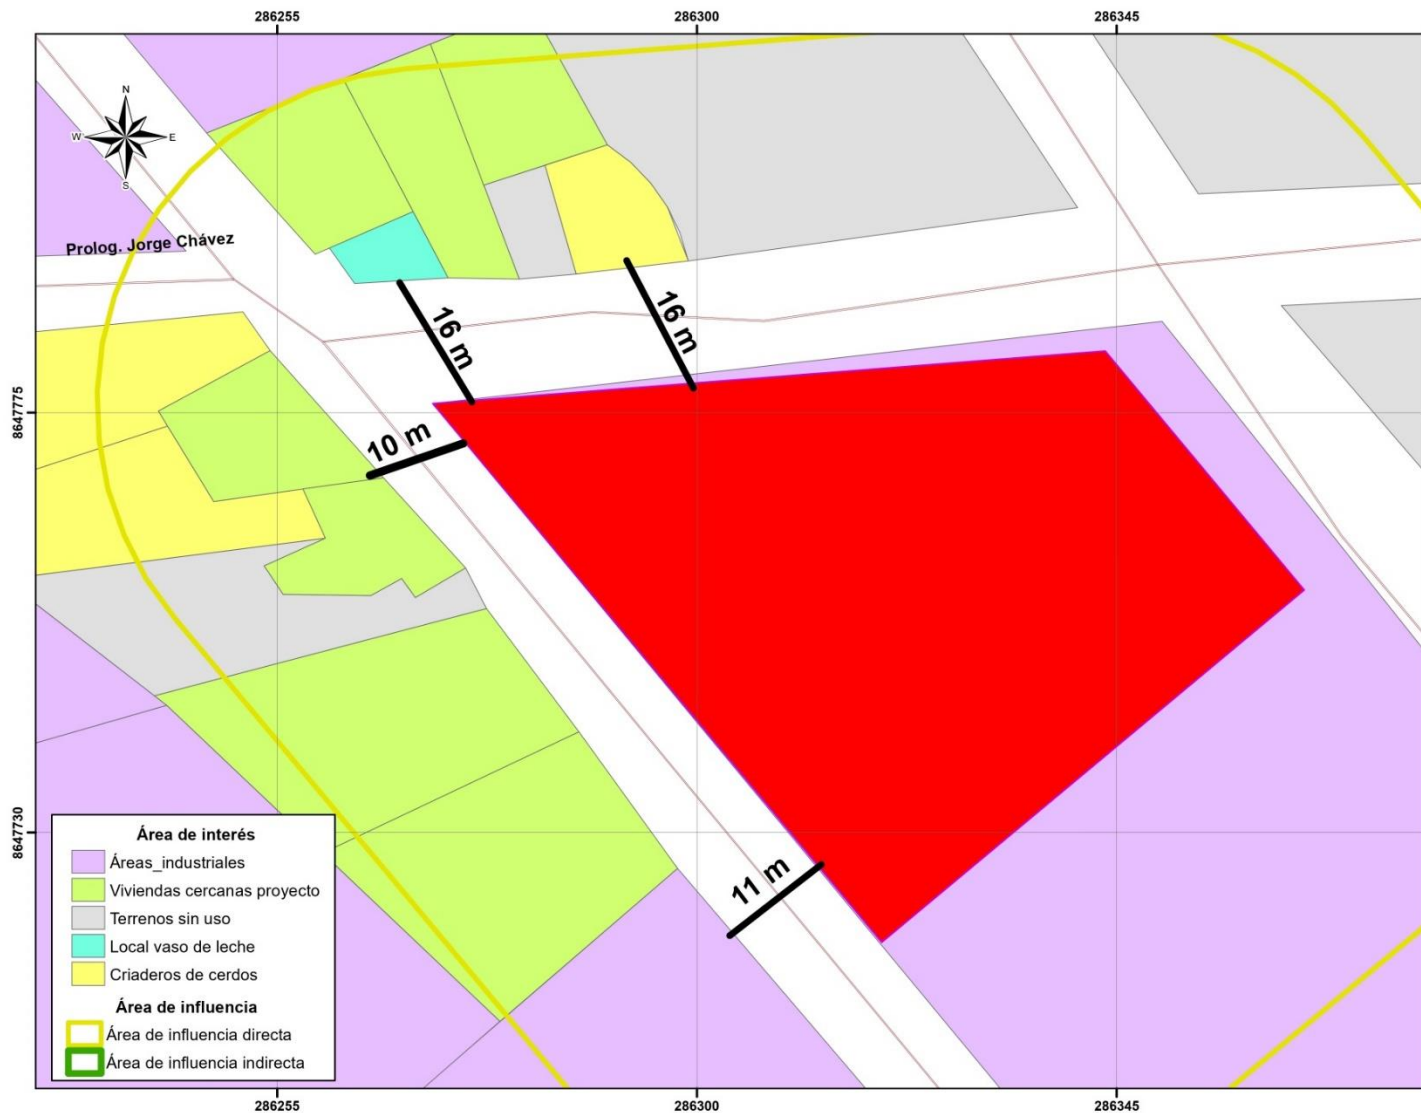 286255
286300
286345
N
W
E
S
Prolog. Jorge Chávez
16 m
16 m
8647775
8647775
10 m
8647730
8647730
11 m
Área de interés
Áreas_industriales
Viviendas cercanas proyecto
Terrenos sin uso
Local vaso de leche
Criaderos de cerdos
Área de influencia
Área de influencia directa
Área de influencia indirecta
286255
286300
286345